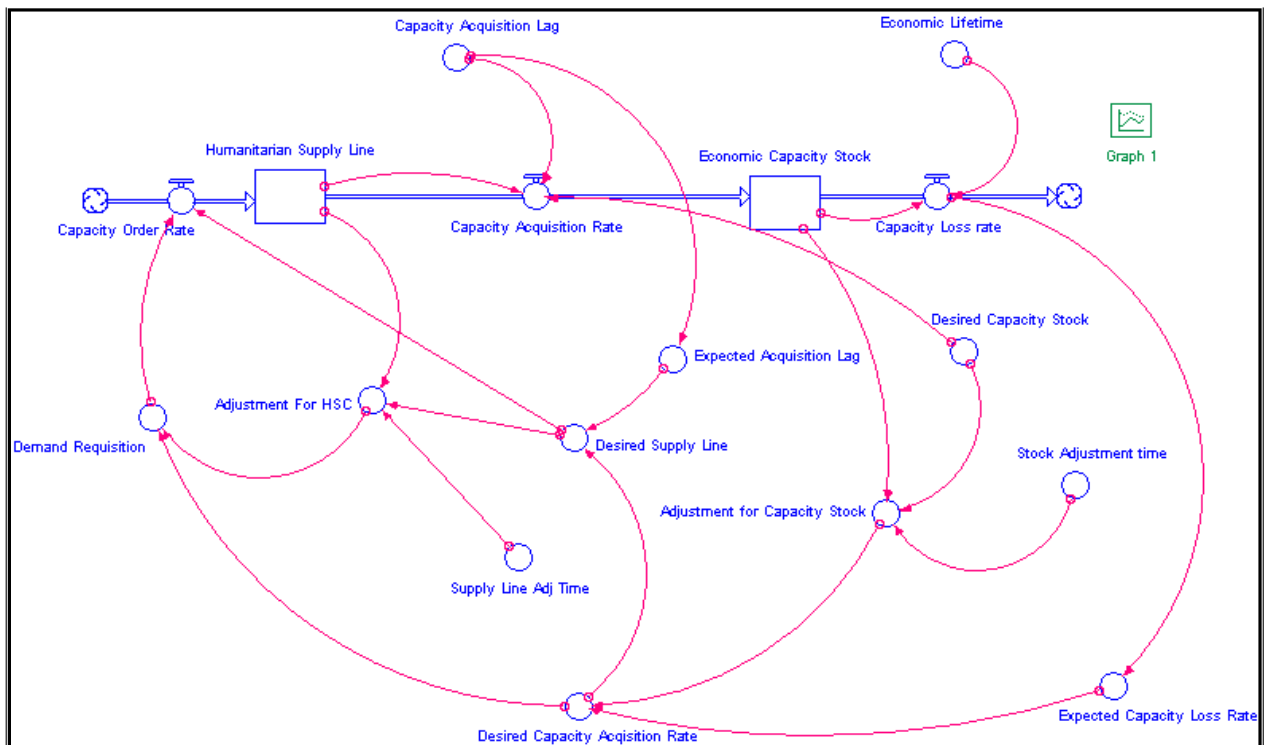 Capacity Acquisition Lag
Economic Lifetime
Humanitarian Supply Line
Economic Capacity Stock
Graph 1
Capacity Order Rate
Capacity Acquisition Rate
Capacity Loss rate
Desired Capacity Stock
Expected Acquisition Lag
Adjustment For HSC
Demand Requisition
Desired Supply Line
Stock Adjustment time
Adjustment for Capacity Stock
Supply Line Adj Time
Expected Capacity Loss Rate
Desired Capacity Acqisition Rate